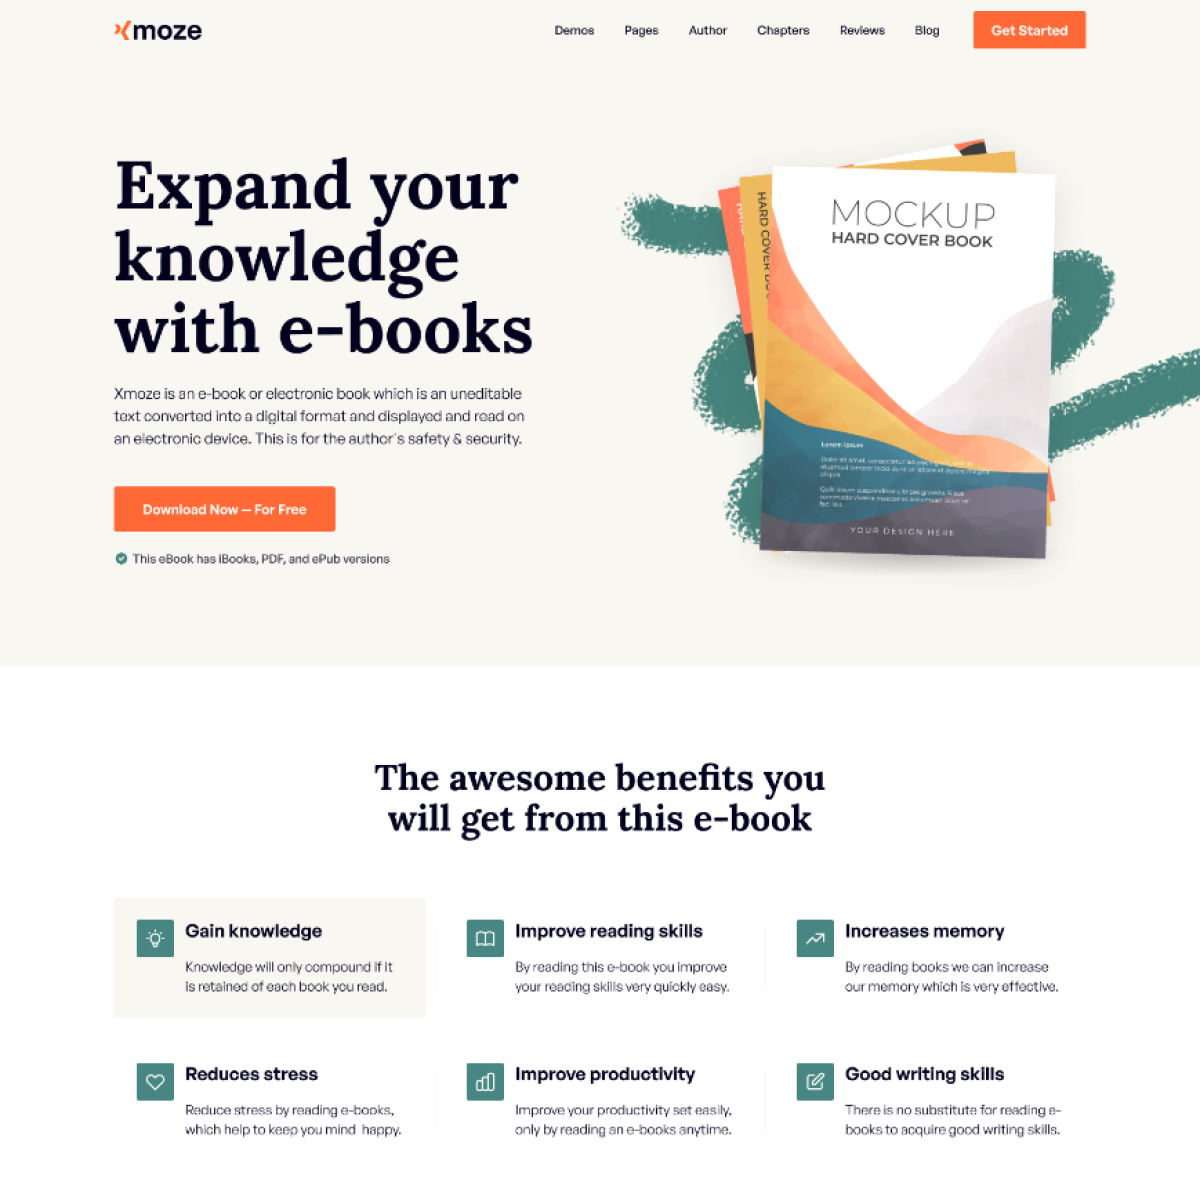 xmoze
Demos Pages Author Chapters Reviews Blog Get Started
Expand your
knowledge
with e-books
Xmoze is an e-book or electronic book which is an uneditable
text converted into a digital format and displayed and read on
an electronic device. This is for the author's safety & security.
Download Now – For Free
This eBook has iBooks, PDF, and ePub versions
HARD COVER
MOCKUP
HARD COVER BOOK
Lorem ipsum
YOUR DESIGN HERE
The awesome benefits you
will get from this e-book
Gain knowledge
Knowledge will only compound if it
is retained of each book you read.
Improve reading skills
By reading this e-book you improve
your reading skills very quickly easy.
Increases memory
By reading books we can increase
our memory which is very effective.
Reduces stress
Reduce stress by reading e-books,
which help to keep you mind happy.
Improve productivity
Improve your productivity set easily,
only by reading an e-books anytime.
Good writing skills
There is no substitute for reading e-
books to acquire good writing skills.